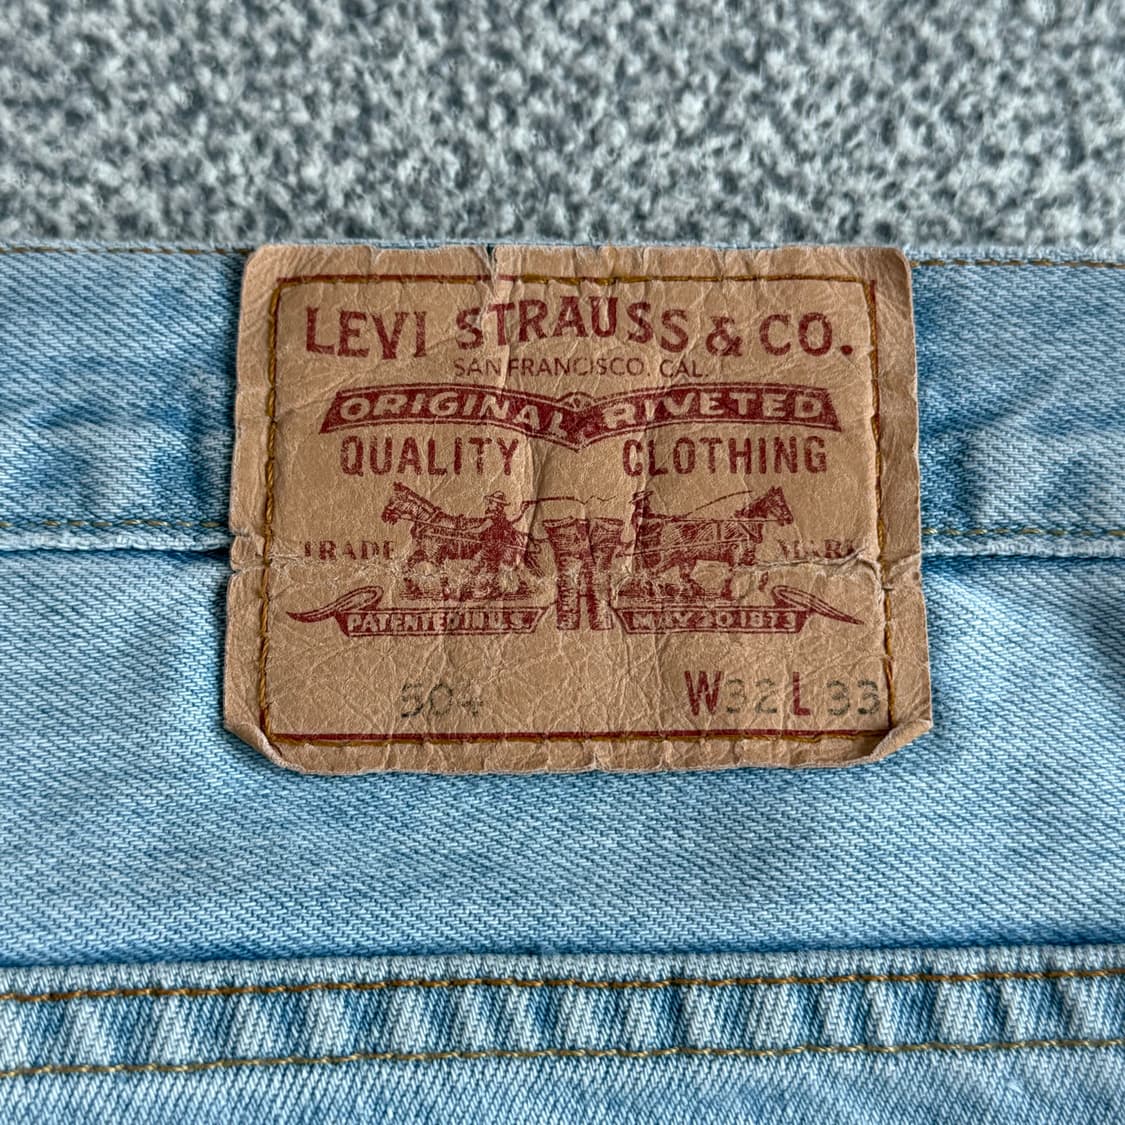 LEVI STRAUSS & CO.
SAN FRANCISCO, CAL.
ORIGINAL RIVETED
QUALITY CLOTHING
TRADE MARK
PATENTED IN U.S. MAY 20 1873
504 W32 L 33